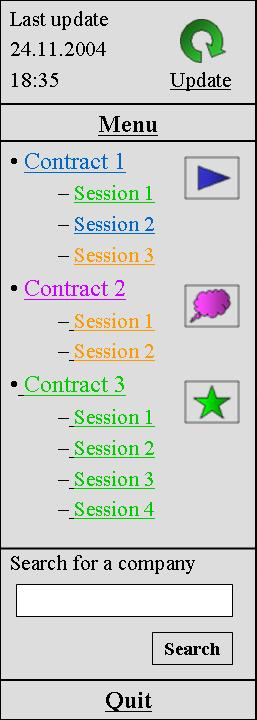 Last update
24.11.2004
18:35
Update
Menu
• Contract 1
– Session 1
– Session 2
– Session 3
• Contract 2
– Session 1
– Session 2
• Contract 3
– Session 1
– Session 2
– Session 3
– Session 4
Search for a company
Search
Quit